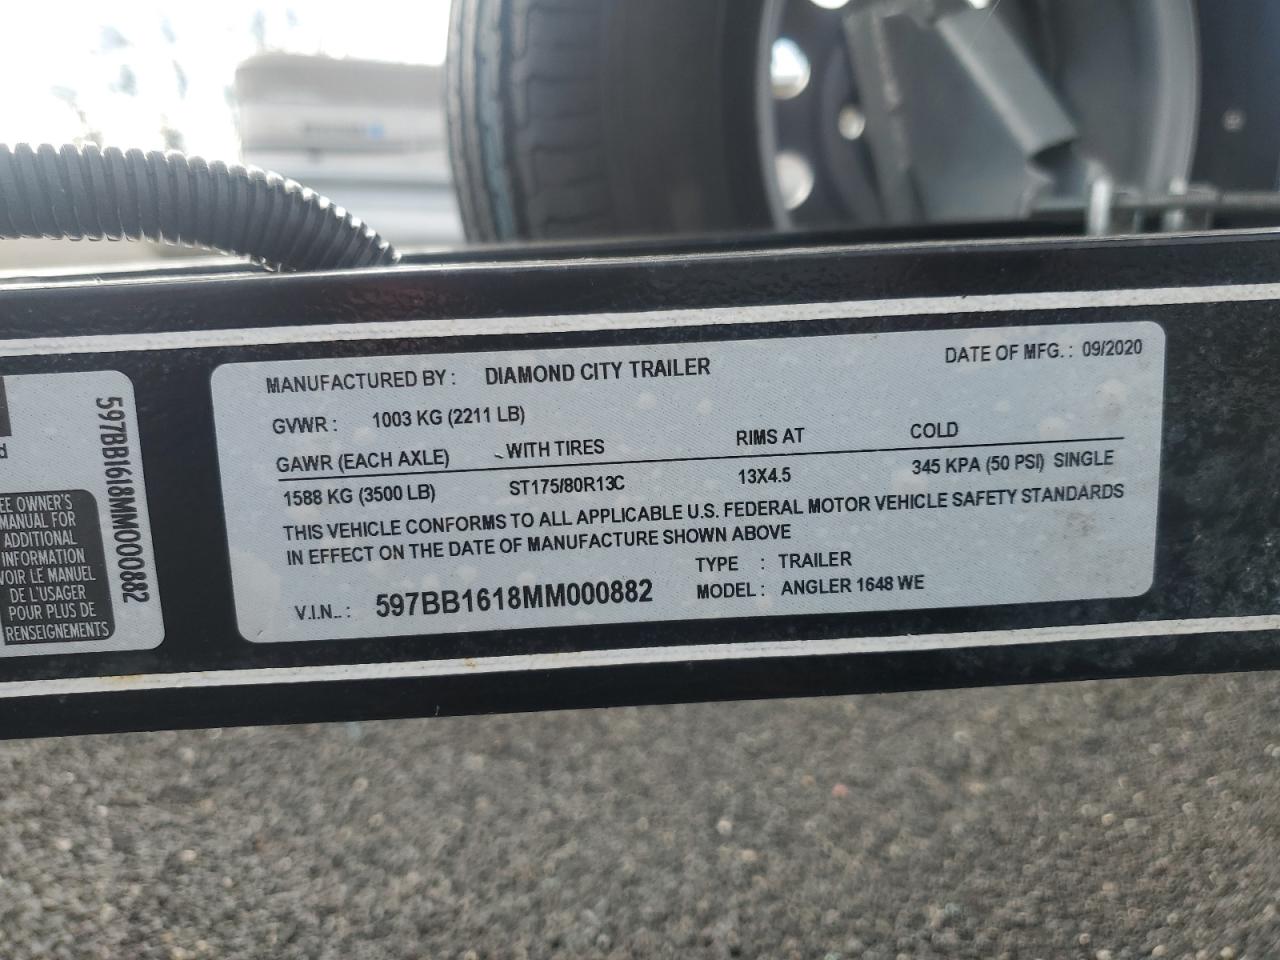 MANUFACTURED BY : DIAMOND CITY TRAILER DATE OF MFG. : 09/2020
GVWR : 1003 KG (2211 LB)
GAWR (EACH AXLE) WITH TIRES RIMS AT COLD
1588 KG (3500 LB) ST175/80R13C 13X4.5 345 KPA (50 PSI) SINGLE
THIS VEHICLE CONFORMS TO ALL APPLICABLE U.S. FEDERAL MOTOR VEHICLE SAFETY STANDARDS
IN EFFECT ON THE DATE OF MANUFACTURE SHOWN ABOVE
TYPE : TRAILER
V.I.N.. : 597BB1618MM000882 MODEL : ANGLER 1648 WE
597BB1618MM000882
OWNER'S
MANUAL FOR
ADDITIONAL
INFORMATION
VOIR LE MANUEL
DE L'USAGER
POUR PLUS DE
RENSEIGNEMENTS